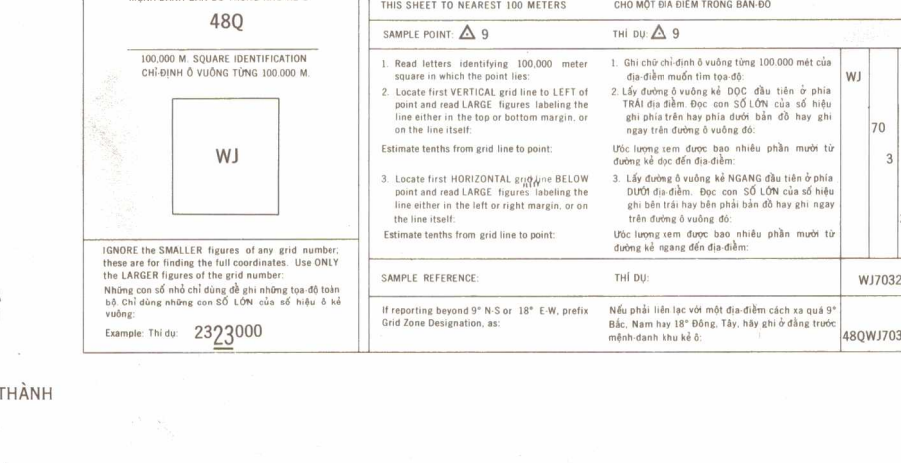 48Q
100,000 M. SQUARE IDENTIFICATION
CHỈ-ĐỊNH Ô VUÔNG TỪNG 100.000 M.
WJ
IGNORE the SMALLER figures of any grid number;
these are for finding the full coordinates. Use ONLY
the LARGER figures of the grid number:
Những con số nhỏ chỉ dùng để ghi những tọa-độ toàn
bộ. Chỉ dùng những con SỐ LỚN của số hiệu ô kẻ
vuông:
Example: Thí dụ: 2323000
THIS SHEET TO NEAREST 100 METERS
SAMPLE POINT: 9
1. Read letters identifying 100,000 meter
square in which the point lies:
2. Locate first VERTICAL grid line to LEFT of
point and read LARGE figures labeling the
line either in the top or bottom margin, or
on the line itself:
Estimate tenths from grid line to point:
3. Locate first HORIZONTAL grid line BELOW
point and read LARGE figures labeling the
line either in the left or right margin, or on
the line itself:
Estimate tenths from grid line to point:
SAMPLE REFERENCE:
If reporting beyond 9° N-S or 18° E-W, prefix
Grid Zone Designation, as:
CHO MỘT ĐỊA ĐIỂM TRONG BẢN-ĐỒ
THÍ DỤ: 9
1. Ghi chữ chỉ-định ô vuông từng 100.000 mét của
địa-điểm muốn tìm tọa-độ:
2. Lấy đường ô vuông kẻ DỌC đầu tiên ở phía
TRÁI địa điểm. Đọc con SỐ LỚN của số hiệu
ghi phía trên hay phía dưới bản đồ hay ghi
ngay trên đường ô vuông đó:
Ước lượng xem được bao nhiêu phần mười từ
đường kẻ dọc đến địa-điểm:
3. Lấy đường ô vuông kẻ NGANG đầu tiên ở phía
DƯỚI địa-điểm. Đọc con SỐ LỚN của số hiệu
ghi bên trái hay bên phải bản đồ hay ghi ngay
trên đường ô vuông đó:
Ước lượng xem được bao nhiêu phần mười từ
đường kẻ ngang đến địa-điểm:
THÍ DỤ:
Nếu phải liên lạc với một địa-điểm cách xa quá 9°
Bắc, Nam hay 18° Đông, Tây, hãy ghi ở đằng trước
mệnh-danh khu kẻ ô:
WJ
70
3
WJ7032
48QWJ703
THÀNH